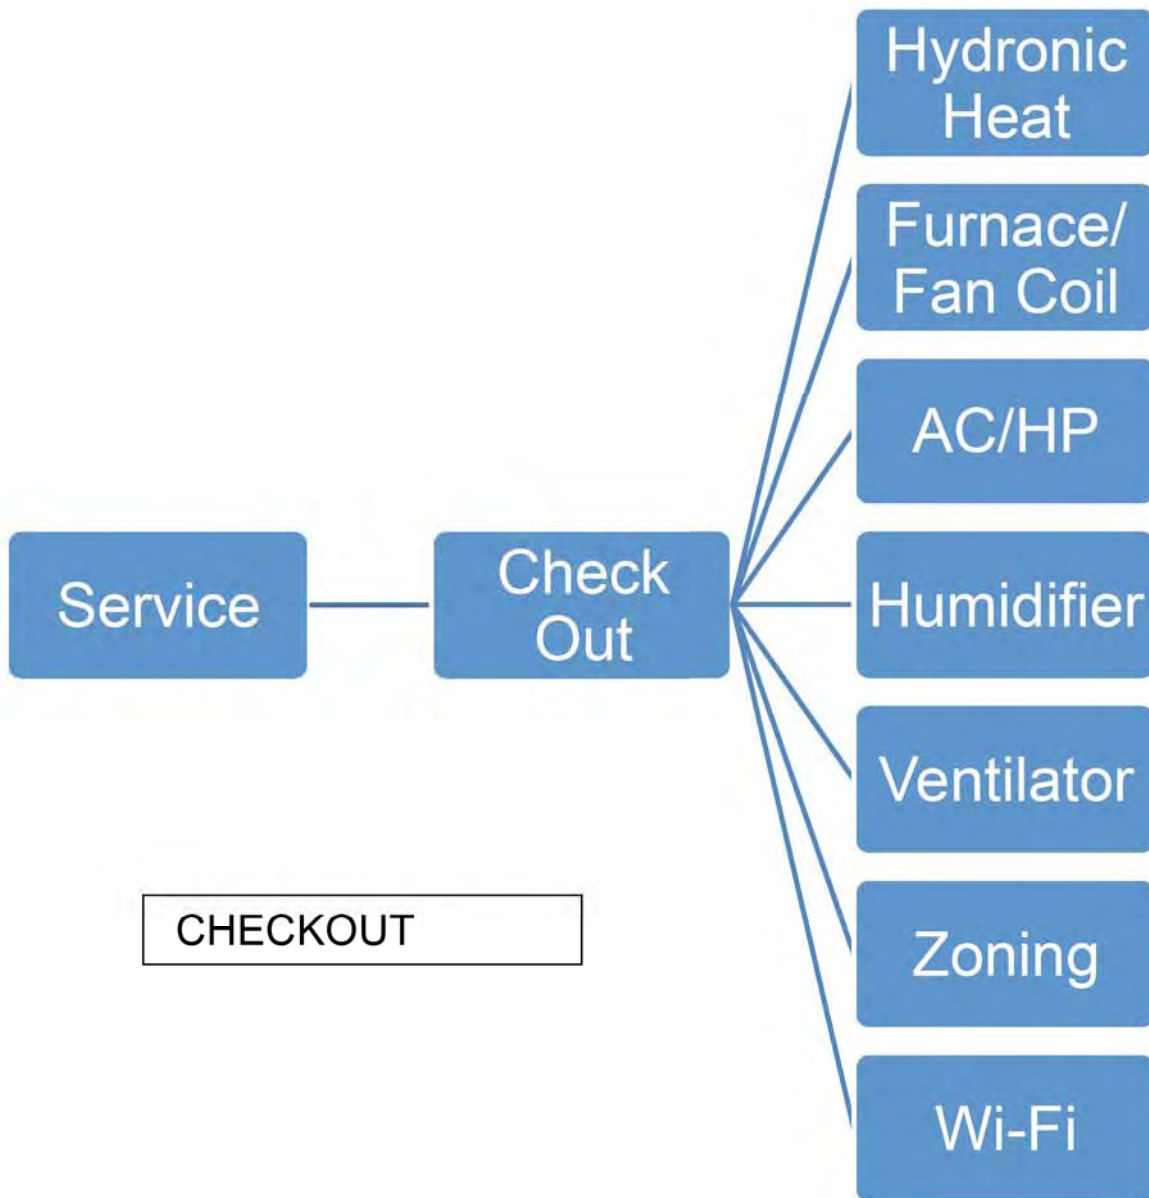 Hydronic
Heat
Furnace/
Fan Coil
AC/HP
Service
Check
Out
Humidifier
Ventilator
CHECKOUT
Zoning
Wi-Fi